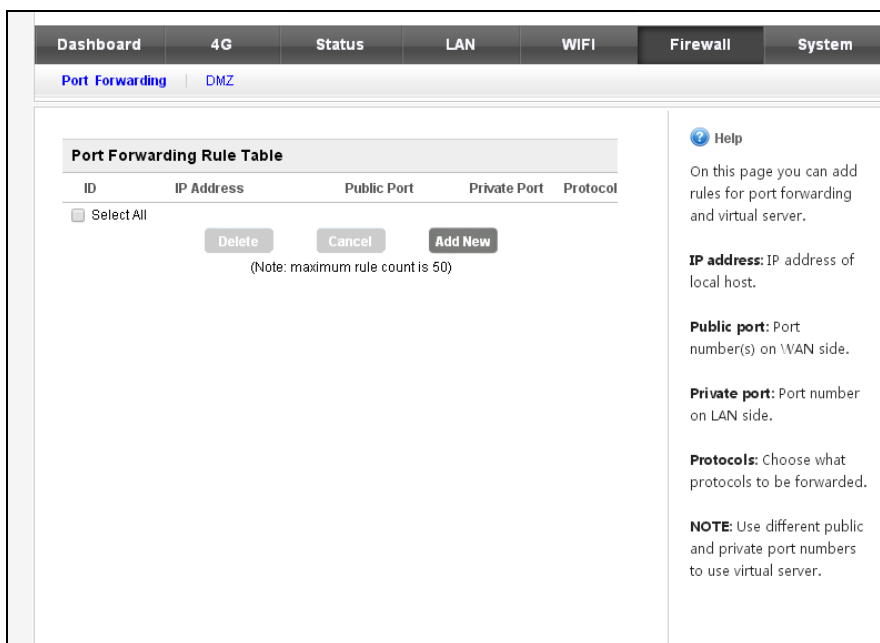 Dashboard 4G Status LAN WIFI Firewall System
Port Forwarding DMZ
Port Forwarding Rule Table
ID IP Address Public Port Private Port Protocol
Select All
Delete Cancel Add New
(Note: maximum rule count is 50)
Help
On this page you can add
rules for port forwarding
and virtual server.
IP address: IP address of
local host.
Public port: Port
number(s) on WAN side.
Private port: Port number
on LAN side.
Protocols: Choose what
protocols to be forwarded.
NOTE: Use different public
and private port numbers
to use virtual server.